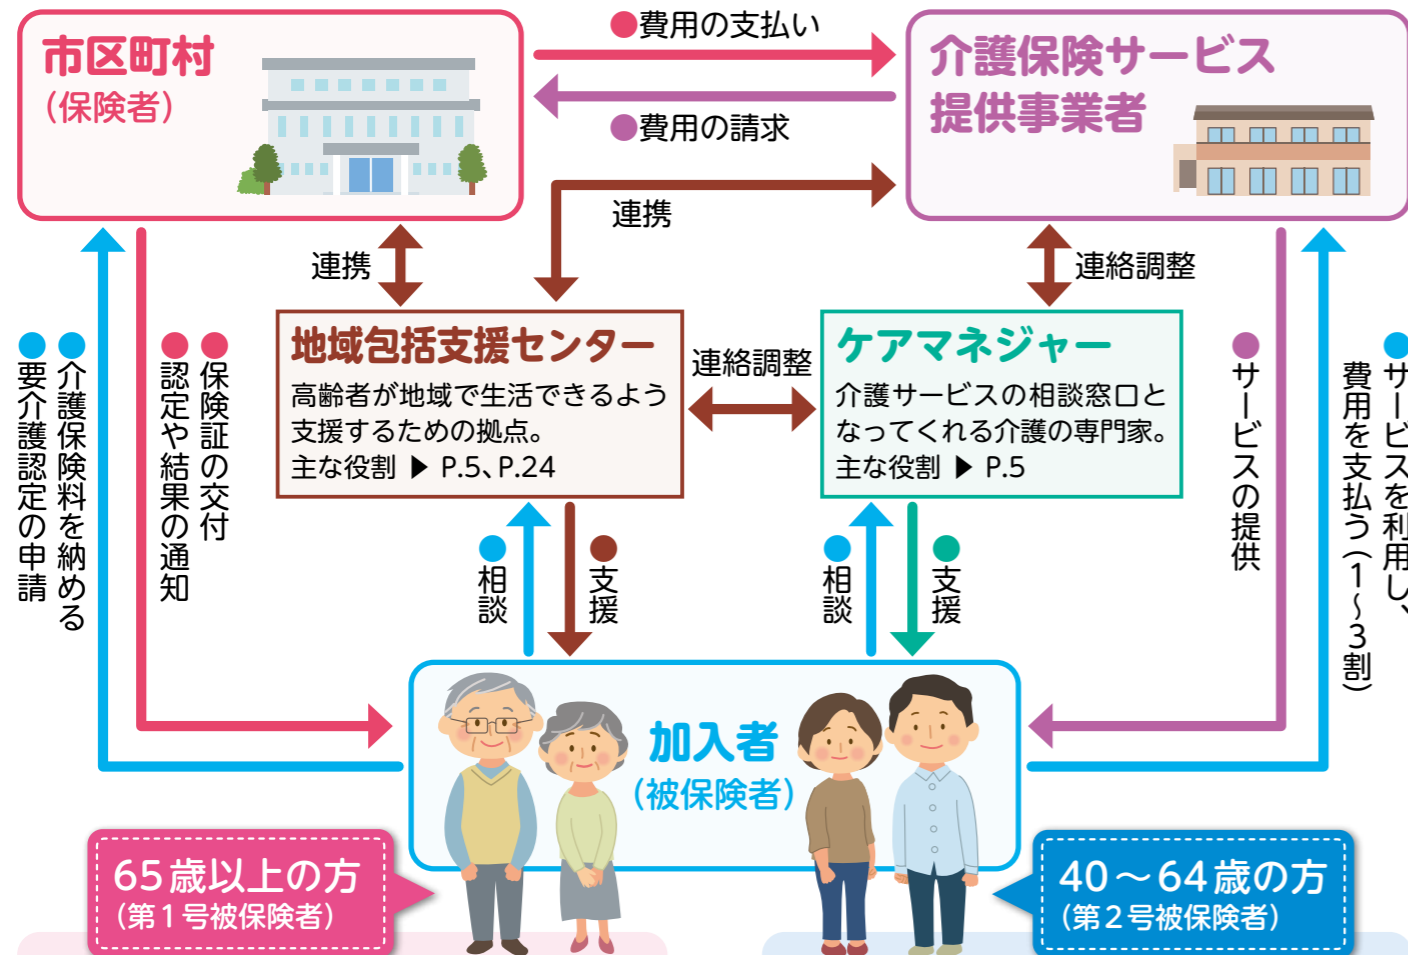 市区町村
（保険者）
●費用の支払い
●費用の請求
介護保険サービス
提供事業者
連携
連携
連絡調整
●介護保険料を納める
●要介護認定の申請
●保険証の交付
●認定や結果の通知
地域包括支援センター
高齢者が地域で生活できるよう
支援するための拠点。
主な役割 ▶ P.5、P.24
連絡調整
ケアマネジャー
介護サービスの相談窓口と
なってくれる介護の専門家。
主な役割 ▶ P.5
●サービスの提供
●サービスを利用し、
費用を支払う（1～3割）
●相談
●支援
●相談
●支援
加入者
（被保険者）
65歳以上の方
（第1号被保険者）
40～64歳の方
（第2号被保険者）